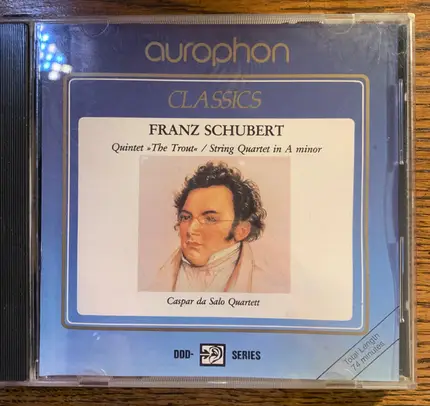 aurophon
CLASSICS
FRANZ SCHUBERT
Quintet »The Trout« / String Quartet in A minor
Caspar da Salo Quartett
DDD- SERIES
Total Length
74 minutes